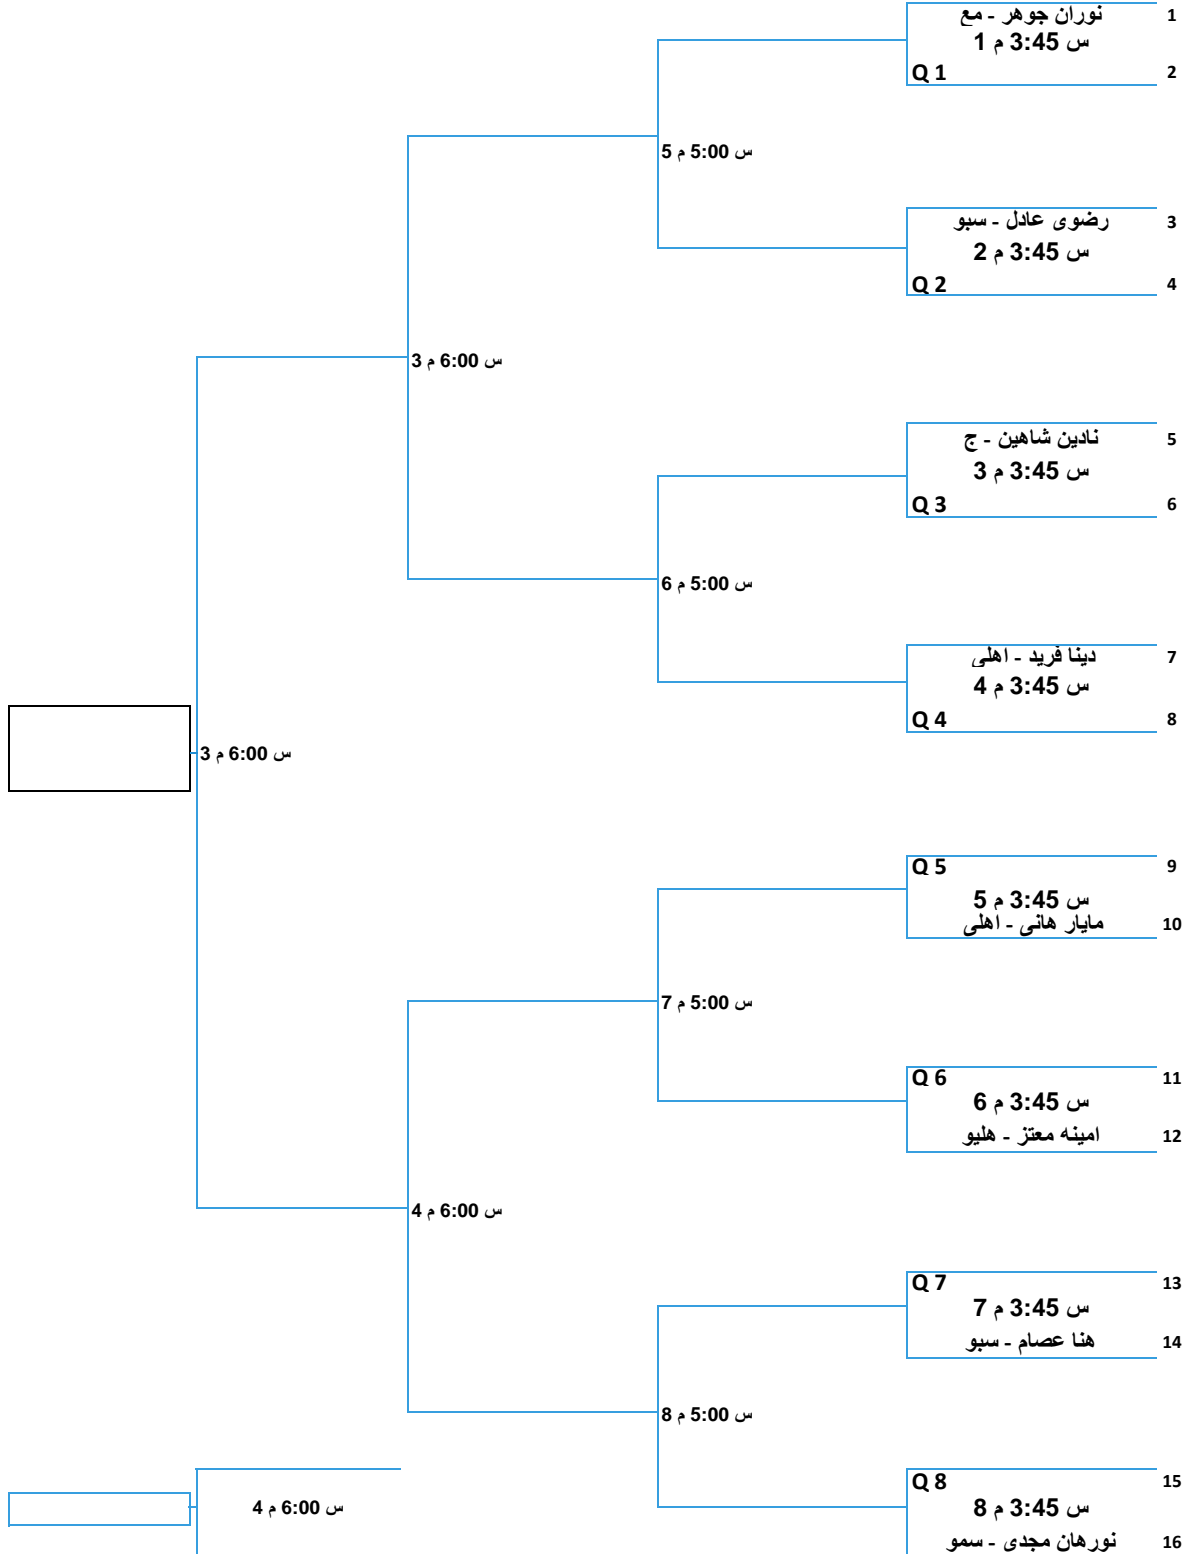 نوران جوهر - مع 1
س 3:45 م 1
Q 1 2
س 5:00 م 5
رضوى عادل - سبو 3
س 3:45 م 2
Q 2 4
س 6:00 م 3
نادين شاهين - ج 5
س 3:45 م 3
Q 3 6
س 5:00 م 6
دينا فريد - اهلى 7
س 3:45 م 4
Q 4 8
س 6:00 م 3
Q 5 9
س 3:45 م 5
مايار هانى - اهلى 10
س 5:00 م 7
Q 6 11
س 3:45 م 6
امينه معتز - هليو 12
س 6:00 م 4
Q 7 13
س 3:45 م 7
هنا عصام - سبو 14
س 5:00 م 8
Q 8 15
س 3:45 م 8
س 6:00 م 4
نورهان مجدى - سمو 16